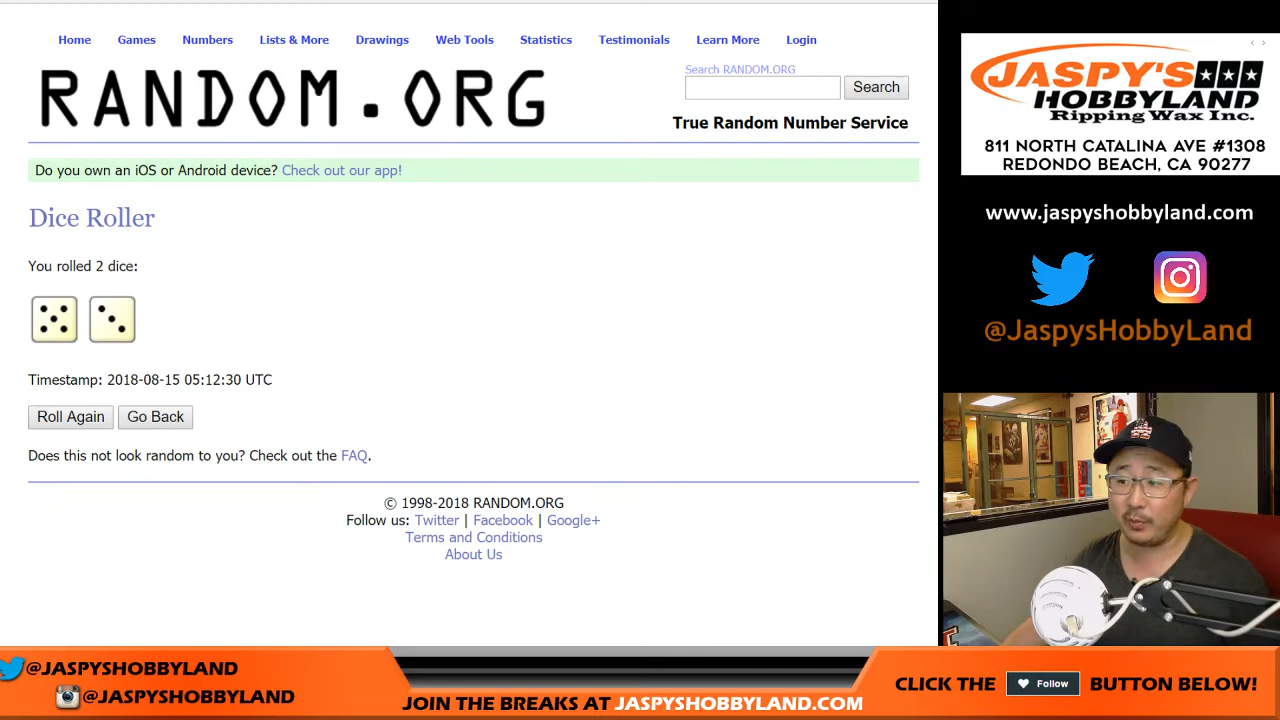 Home Games Numbers Lists & More Drawings Web Tools Statistics Testimonials Learn More Login
RANDOM.ORG
Search RANDOM.ORG
Search
True Random Number Service
Do you own an iOS or Android device? Check out our app!
Dice Roller
You rolled 2 dice:
Timestamp: 2018-08-15 05:12:30 UTC
Roll Again Go Back
Does this not look random to you? Check out the FAQ.
© 1998-2018 RANDOM.ORG
Follow us: Twitter | Facebook | Google+
Terms and Conditions
About Us
JASPY'S
HOBBYLAND
Ripping Wax Inc.
811 NORTH CATALINA AVE #1308
REDONDO BEACH, CA 90277
www.jaspyshobbyland.com
@JaspysHobbyLand
@JASPYSHOBBYLAND
@JASPYSHOBBYLAND
JOIN THE BREAKS AT JASPYSHOBBYLAND.COM
CLICK THE Follow BUTTON BELOW!